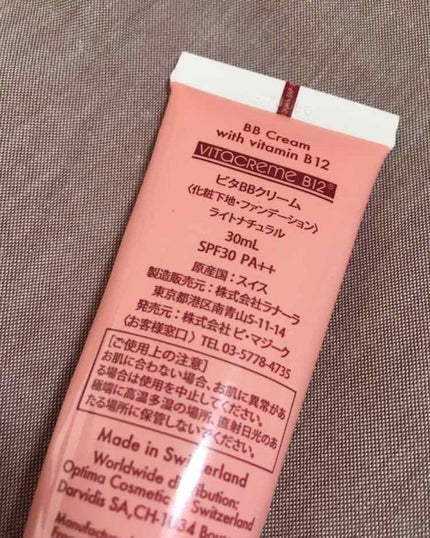 BB Cream
with vitamin B12
VITACREME B12®
ビタBBクリーム
〈化粧下地・ファンデーション〉
ライトナチュラル
30mL
SPF30 PA++
原産国：スイス
製造販売元：株式会社ラナーラ
東京都港区南青山5-11-14
発売元：株式会社 ビ・マジーク
〈お客様窓口〉TEL 03-5778-4735
[ご使用上の注意]
お肌に合わない場合、お肌に異常があ
る場合は使用を中止してください。
極端に高温多湿の場所、直射日光のあ
たる場所に保管しないでください。
Made in Switzerland
Worldwide distribution:
Optima Cosmetic Switzerland
Darvidis SA, CH-1034